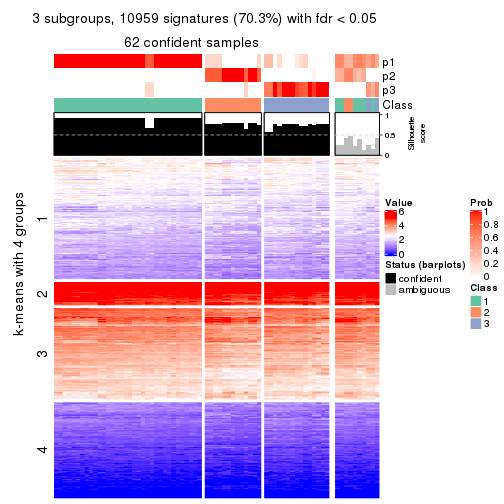 3 subgroups, 10959 signatures (70.3%) with fdr < 0.05
62 confident samples
p1
p2
p3
Class
1
0.5
0
Silhouette
score
k-means with 4 groups
1
2
3
4
Value
6
4
2
0
Status (barplots)
confident
ambiguous
Prob
1
0.8
0.6
0.4
0.2
0
Class
1
2
3